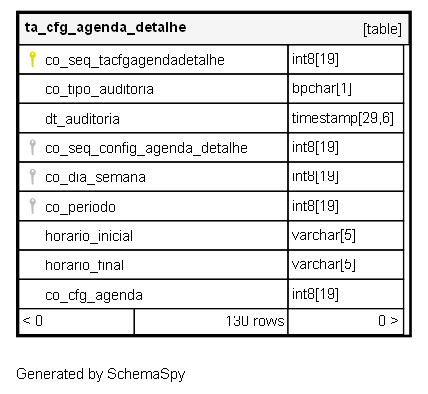 ta_cfg_agenda_detalhe [table]
co_seq_tacfgagendadetalhe int8[19]
co_tipo_auditoria bpchar[1]
dt_auditoria timestamp[29,6]
co_seq_config_agenda_detalhe int8[19]
co_dia_semana int8[19]
co_periodo int8[19]
horario_inicial varchar[5]
horario_final varchar[5]
co_cfg_agenda int8[19]
< 0 130 rows 0 >
Generated by SchemaSpy